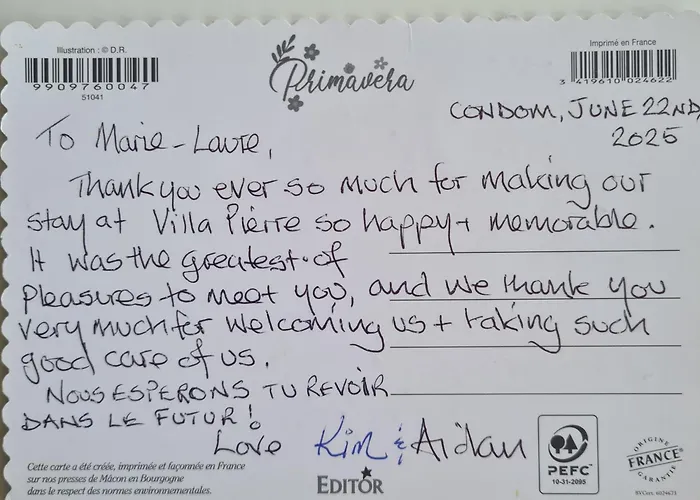 Illustration : © D.R.
9909760047
51041
Primavera
Imprimé en France
3 419610 024622
CONDOM, JUNE 22ND,
2025
To Marie-Laure,
Thank you ever so much for making our
stay at Villa Pierre so happy + memorable.
It was the greatest of
pleasures to meet you, and we thank you
very much for welcoming us + taking such
good care of us.
NOUS ESPERONS TU REVOIR
DANS LE FUTUR!
Love Kim & Aidan
Cette carte a été créée, imprimée et façonnée en France
sur nos presses de Mâcon en Bourgogne
dans le respect des normes environnementales.
EDITOR
PEFC
10-31-2095
ORIGINE
FRANCE
GARANTIE